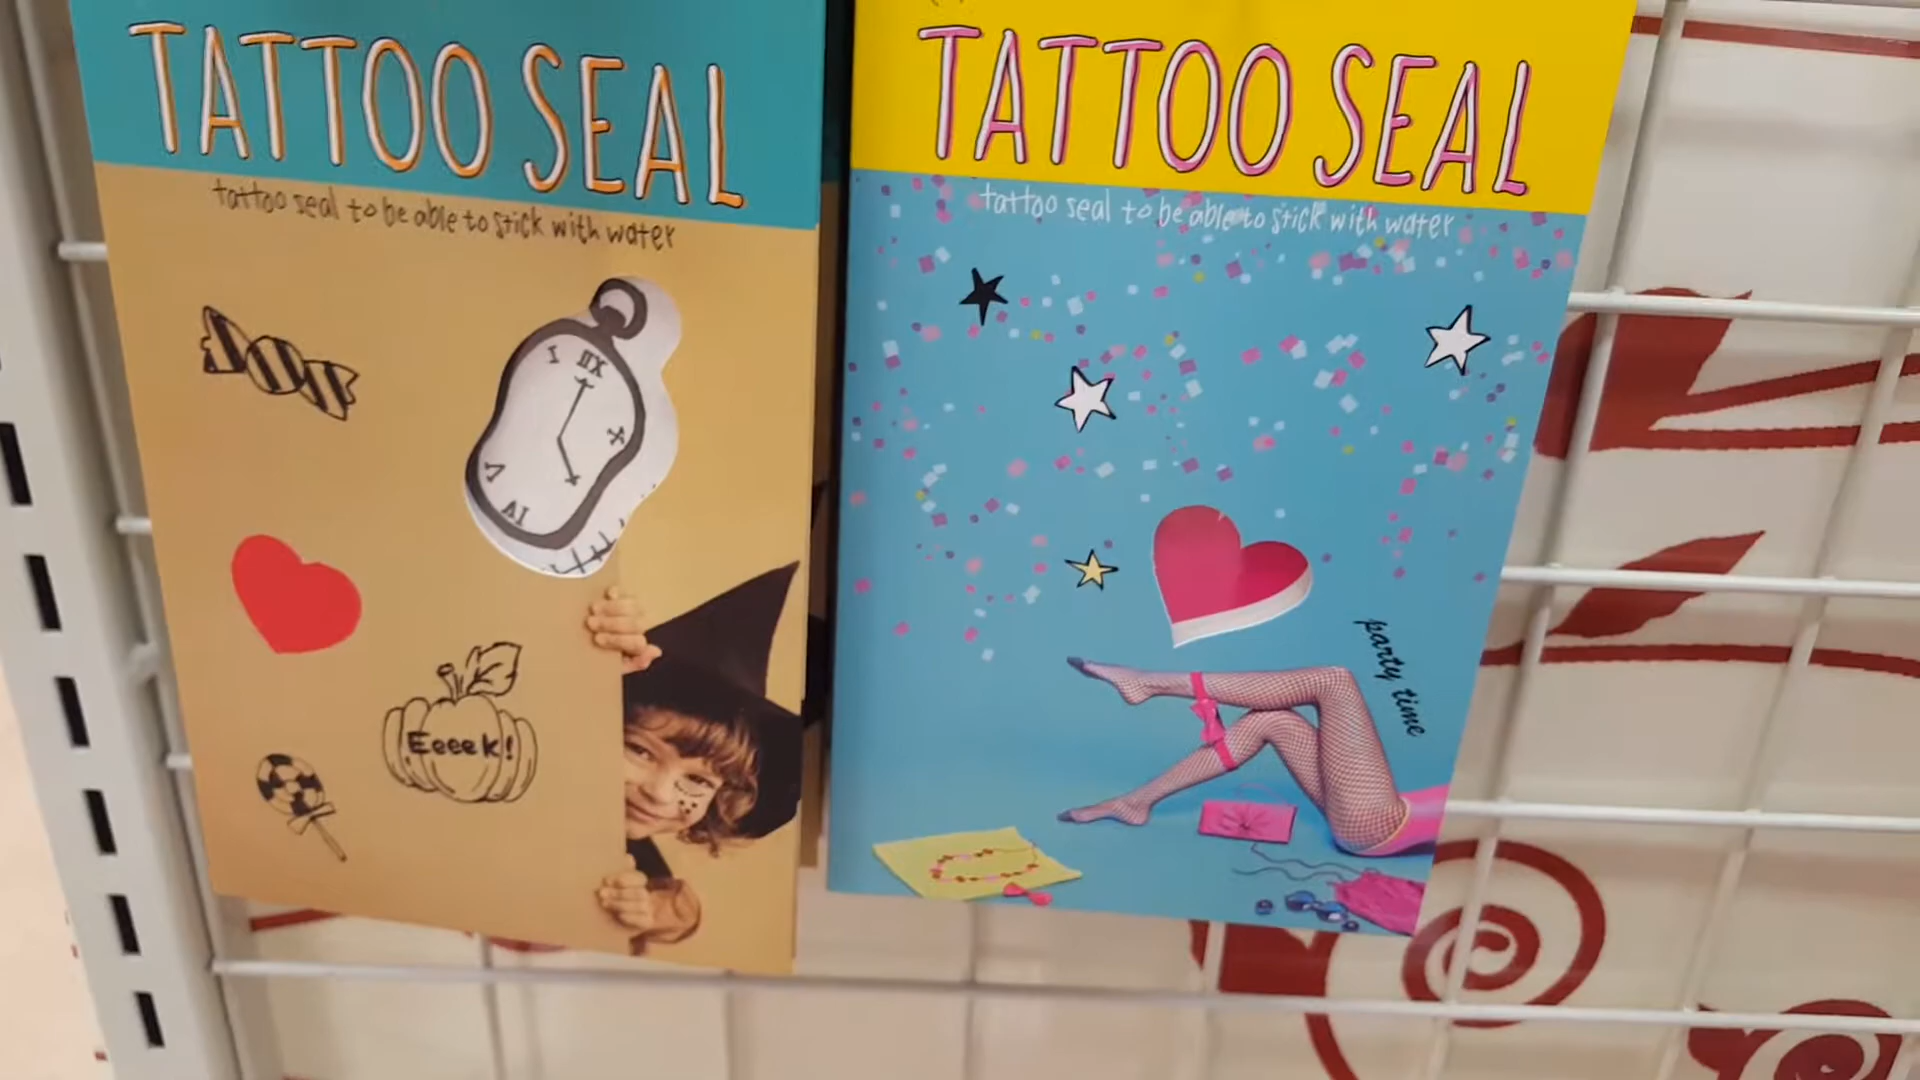 TATTOO SEAL
tattoo seal to be able to stick with water
Eeeek!
TATTOO SEAL
tattoo seal to be able to stick with water
party time